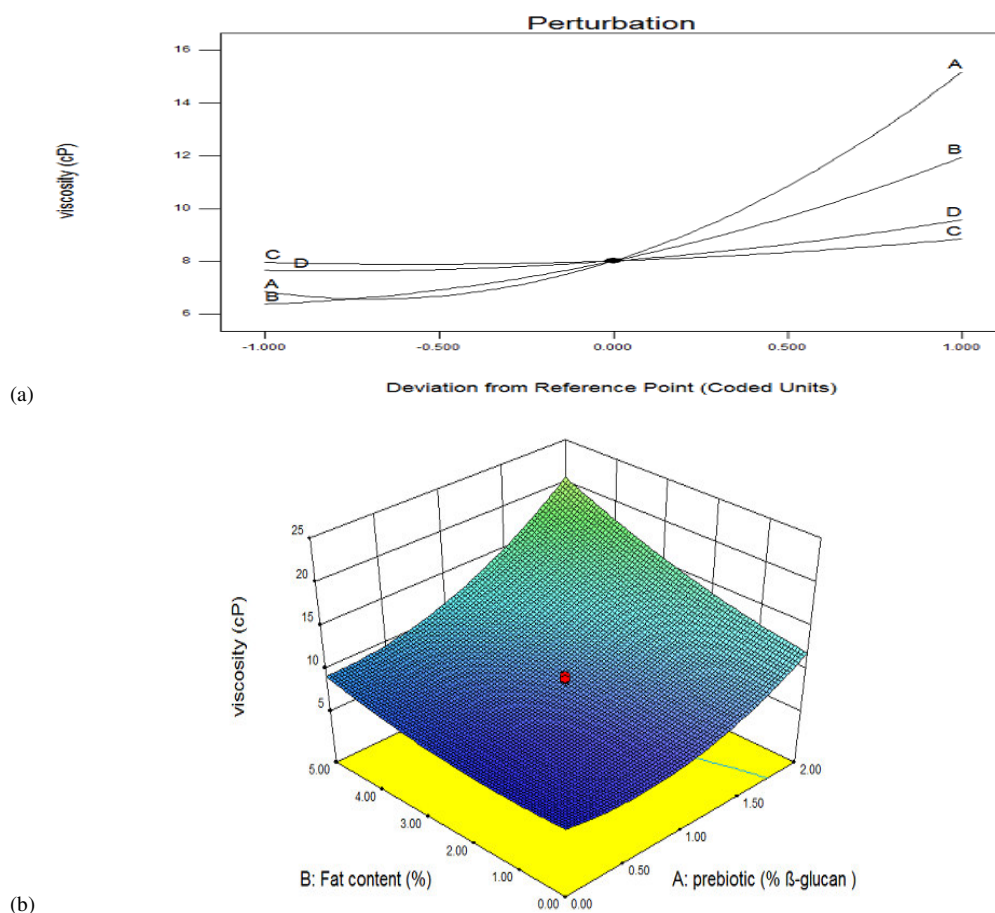 Perturbation
16
14
12
10
8
6
viscosity (cP)
A
B
D
C
C
D
A
B
-1.000 -0.500 0.000 0.500 1.000
Deviation from Reference Point (Coded Units)
(a)
25
20
15
10
5
viscosity (cP)
5.00
4.00
3.00
2.00
1.00
0.00
0.00
0.50
1.00
1.50
2.00
B: Fat content (%)
A: prebiotic (% ß-glucan )
(b)